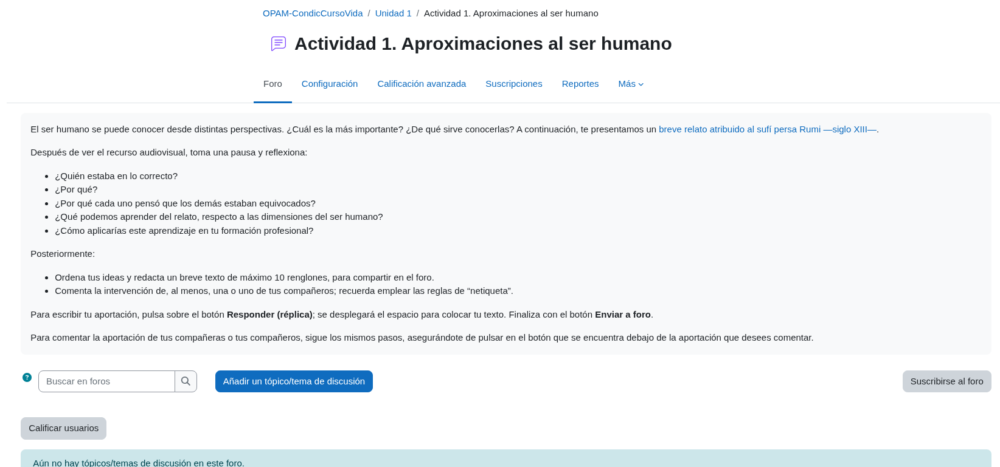 OPAM-CondicCursoVida / Unidad 1 / Actividad 1. Aproximaciones al ser humano
Actividad 1. Aproximaciones al ser humano
Foro Configuración Calificación avanzada Suscripciones Reportes Más
El ser humano se puede conocer desde distintas perspectivas. ¿Cuál es la más importante? ¿De qué sirve conocerlas? A continuación, te presentamos un breve relato atribuido al sufí persa Rumi —siglo XIII—.
Después de ver el recurso audiovisual, toma una pausa y reflexiona:
• ¿Quién estaba en lo correcto?
• ¿Por qué?
• ¿Por qué cada uno pensó que los demás estaban equivocados?
• ¿Qué podemos aprender del relato, respecto a las dimensiones del ser humano?
• ¿Cómo aplicarías este aprendizaje en tu formación profesional?
Posteriormente:
• Ordena tus ideas y redacta un breve texto de máximo 10 renglones, para compartir en el foro.
• Comenta la intervención de, al menos, una o uno de tus compañeros; recuerda emplear las reglas de “netiqueta”.
Para escribir tu aportación, pulsa sobre el botón Responder (réplica); se desplegará el espacio para colocar tu texto. Finaliza con el botón Enviar a foro.
Para comentar la aportación de tus compañeras o tus compañeros, sigue los mismos pasos, asegurándote de pulsar en el botón que se encuentra debajo de la aportación que desees comentar.
? Buscar en foros Añadir un tópico/tema de discusión Suscribirse al foro
Calificar usuarios
Aún no hay tópicos/temas de discusión en este foro.